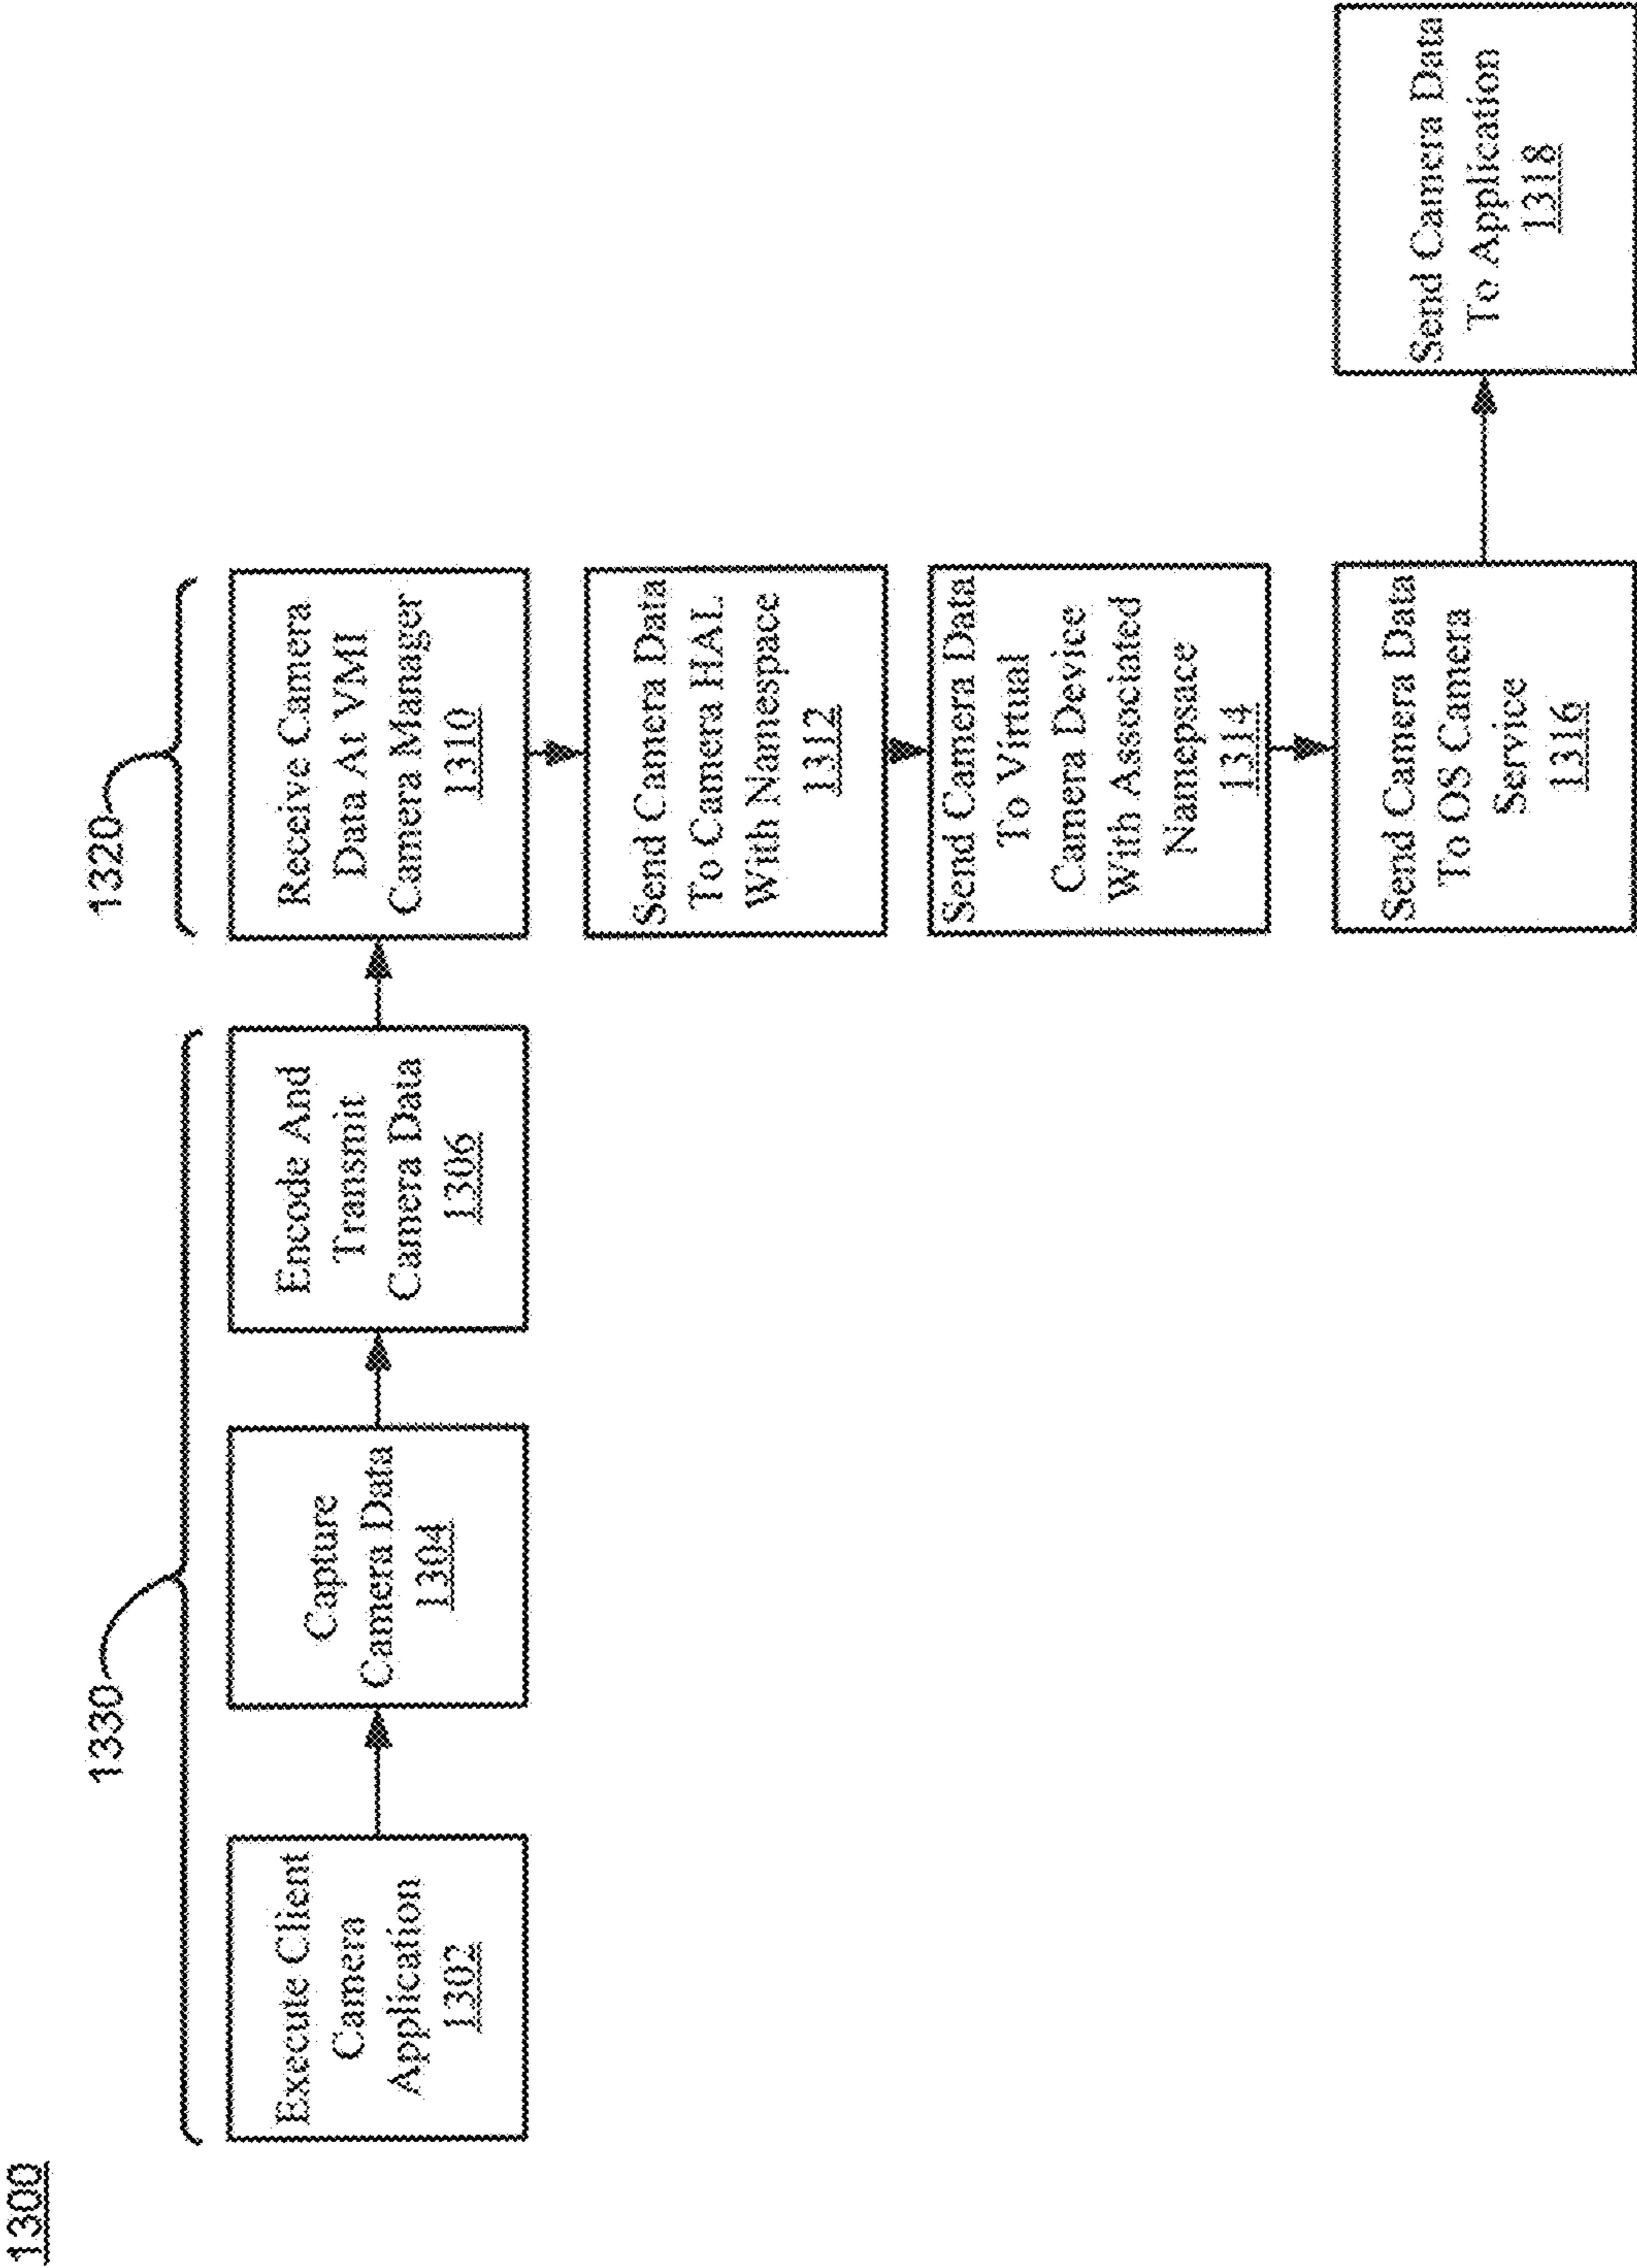 1300
1330
1320
Execute Client
Camera
Application
1302
Capture
Camera Data
1304
Encode And
Transmit
Camera Data
1306
Receive Camera
Data At VMI
Camera Manager
1310
Send Camera Data
To Camera HAL
With Namespace
1312
Send Camera Data
To Virtual
Camera Device
With Associated
Namepsace
1314
Send Camera Data
To OS Camera
Service
1316
Send Camera Data
To Application
1318